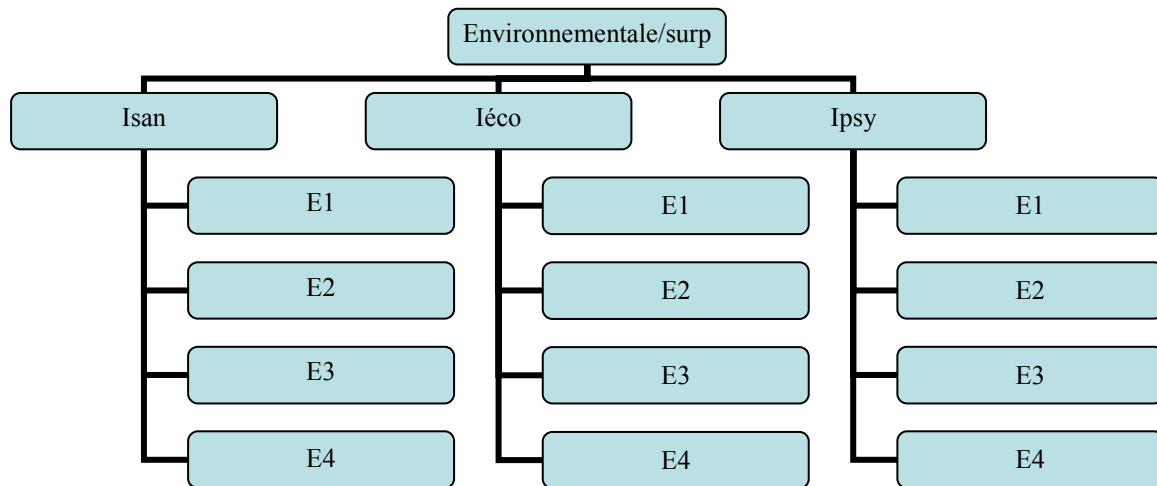 Environnementale/surp
Isan
Iéco
Ipsy
E1
E1
E1
E2
E2
E2
E3
E3
E3
E4
E4
E4